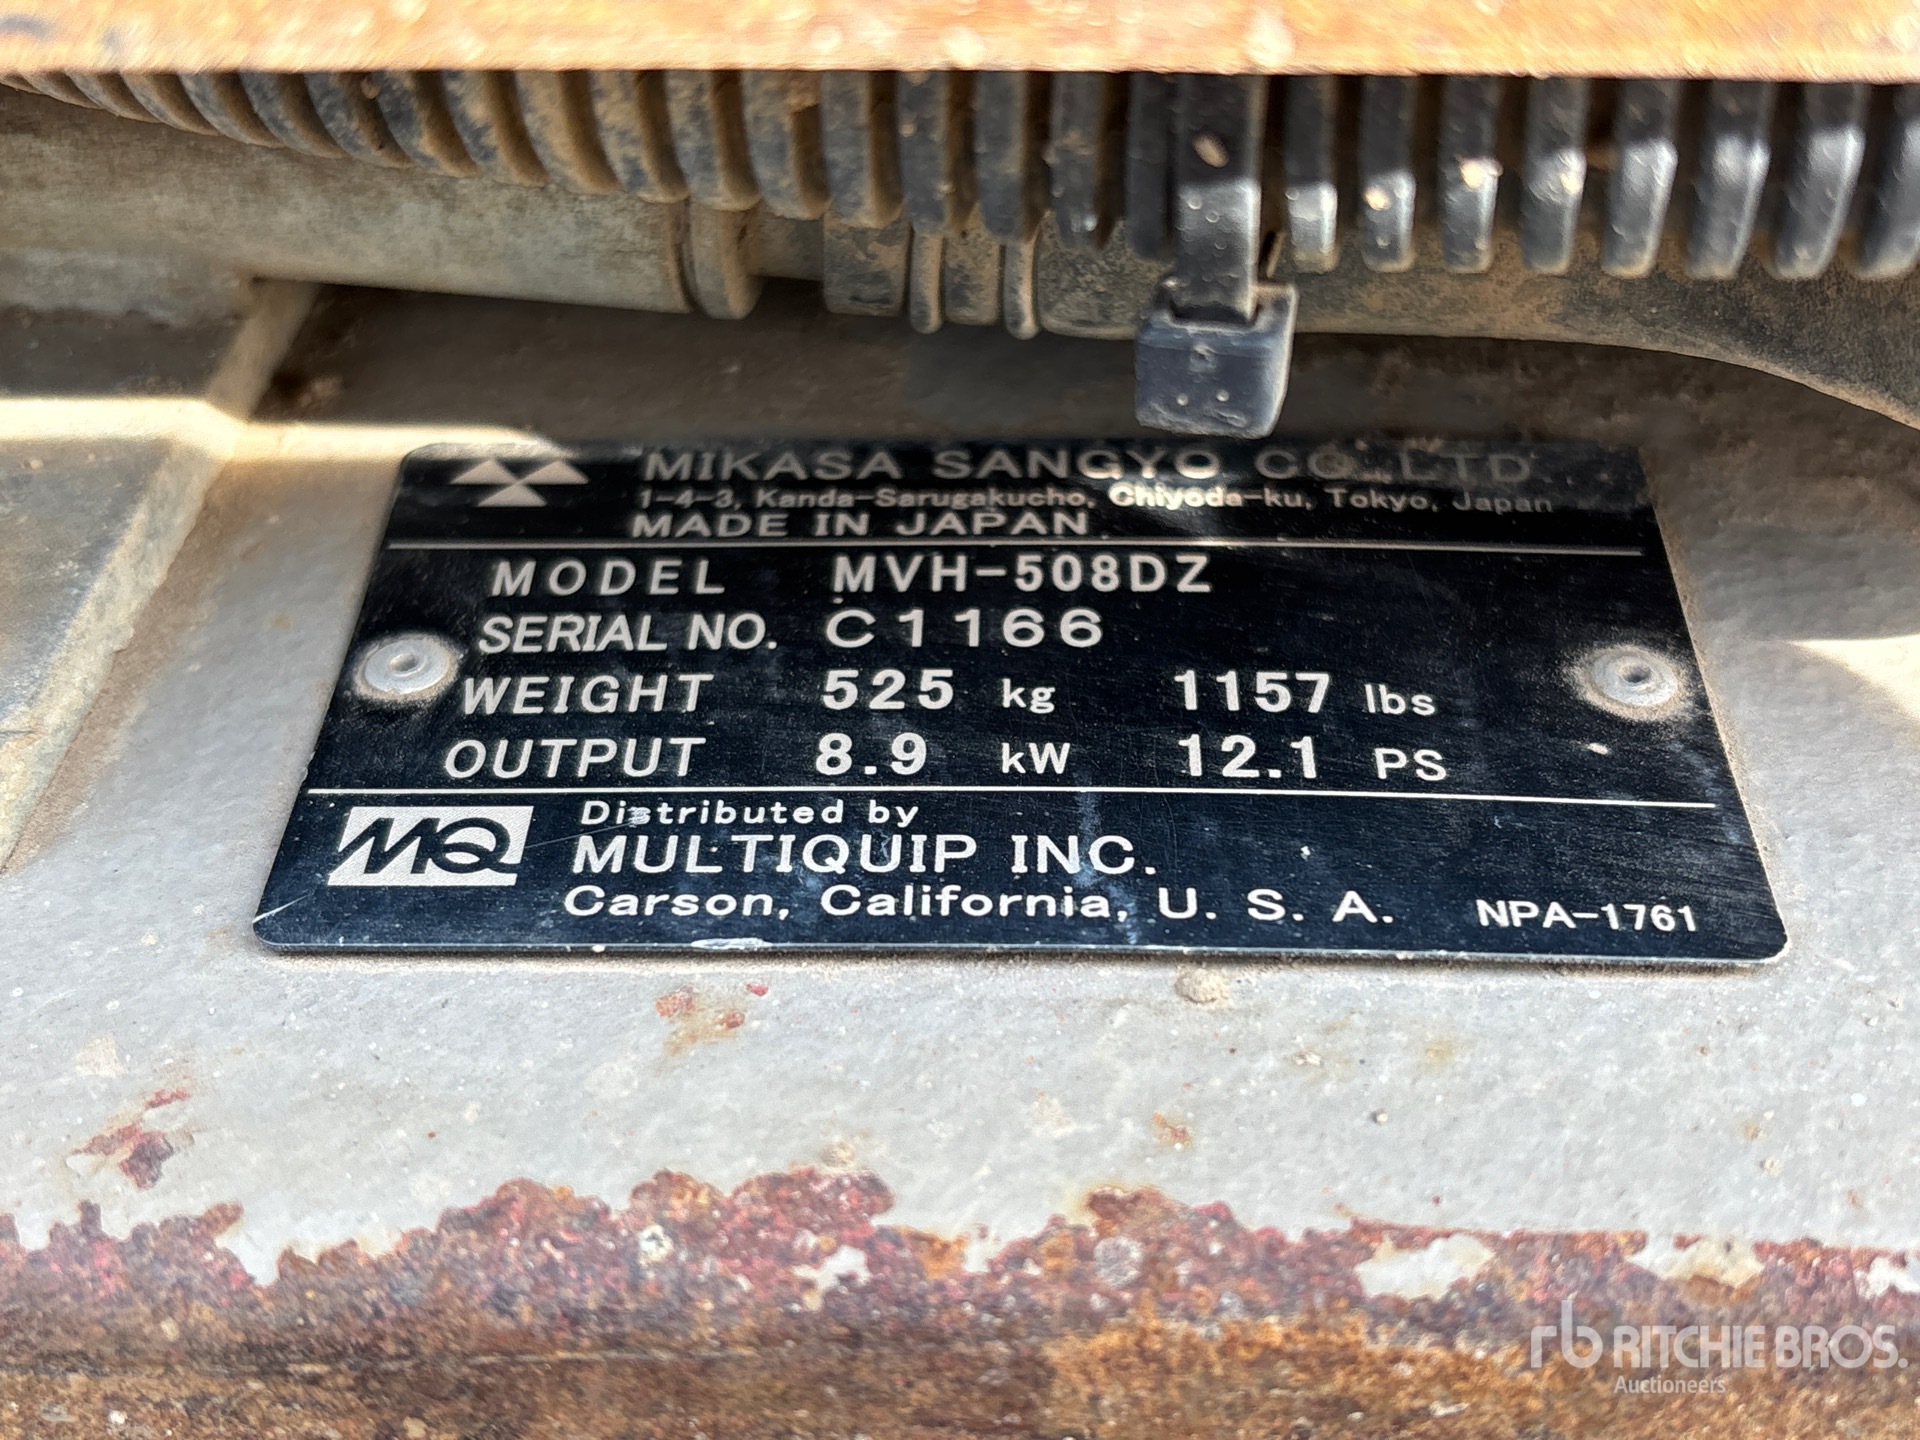 MIKASA SANGYO CO., LTD.
1-4-3, Kanda-Sarugakucho, Chiyoda-ku, Tokyo, Japan
MADE IN JAPAN
MODEL MVH-508DZ
SERIAL NO. C1166
WEIGHT 525 kg 1157 lbs
OUTPUT 8.9 kW 12.1 PS
MQ
Distributed by
MULTIQUIP INC.
Carson, California, U. S. A. NPA-1761
rb RITCHIE BROS.
Auctioneers